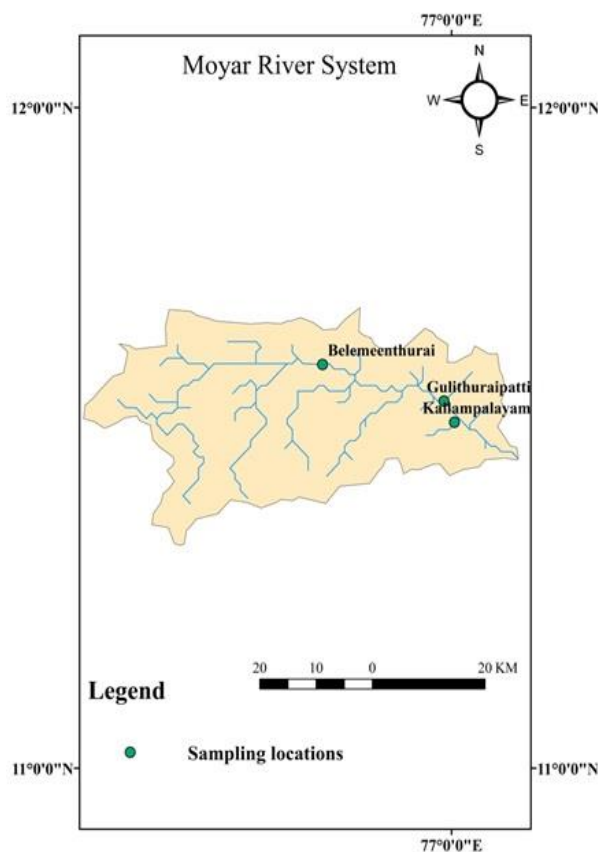 77°0'0"E
Moyar River System
N
W E
S
12°0'0"N 12°0'0"N
Belemeenthurai
Gulithuraipatti
Kallampalayam
20 10 0 20 KM
Legend
Sampling locations
11°0'0"N 11°0'0"N
77°0'0"E